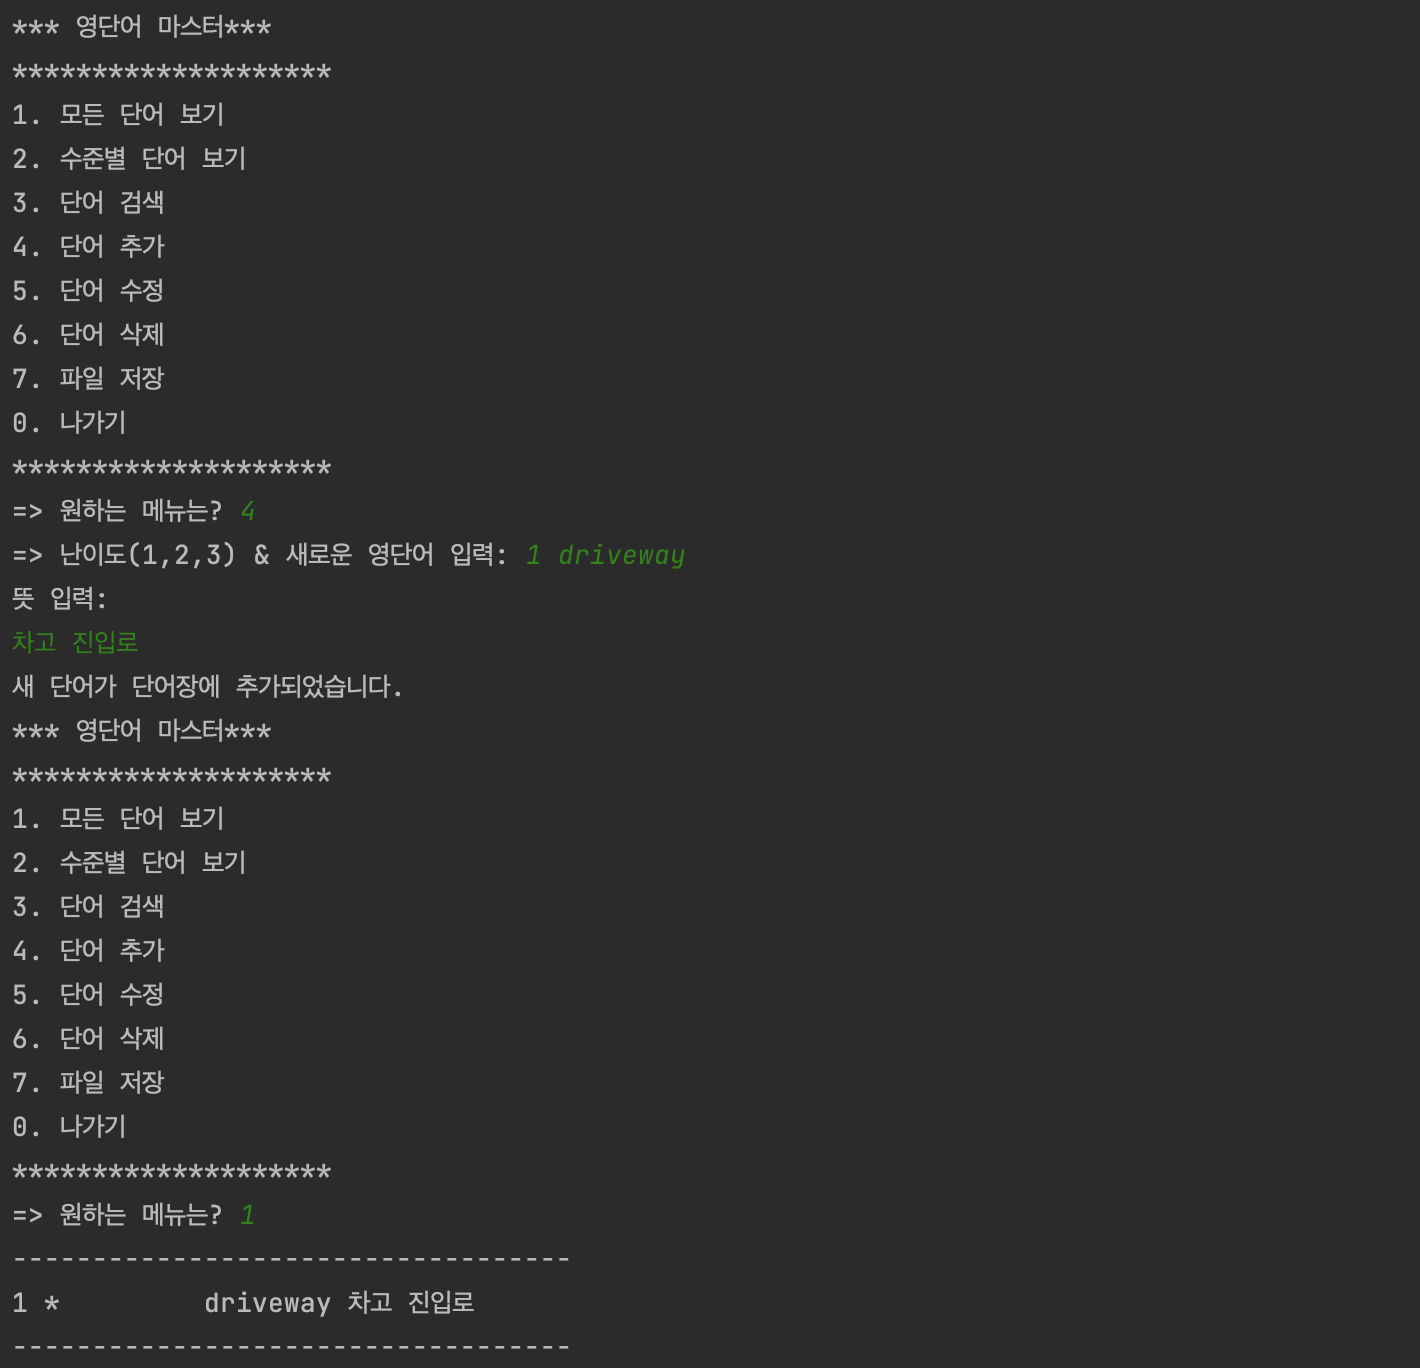 *** 영단어 마스터***
********************
1. 모든 단어 보기
2. 수준별 단어 보기
3. 단어 검색
4. 단어 추가
5. 단어 수정
6. 단어 삭제
7. 파일 저장
0. 나가기
********************
=> 원하는 메뉴는? 4
=> 난이도(1,2,3) & 새로운 영단어 입력: 1 driveway
뜻 입력:
차고 진입로
새 단어가 단어장에 추가되었습니다.
*** 영단어 마스터***
********************
1. 모든 단어 보기
2. 수준별 단어 보기
3. 단어 검색
4. 단어 추가
5. 단어 수정
6. 단어 삭제
7. 파일 저장
0. 나가기
********************
=> 원하는 메뉴는? 1
-----------------------------------
1 *         driveway 차고 진입로
-----------------------------------